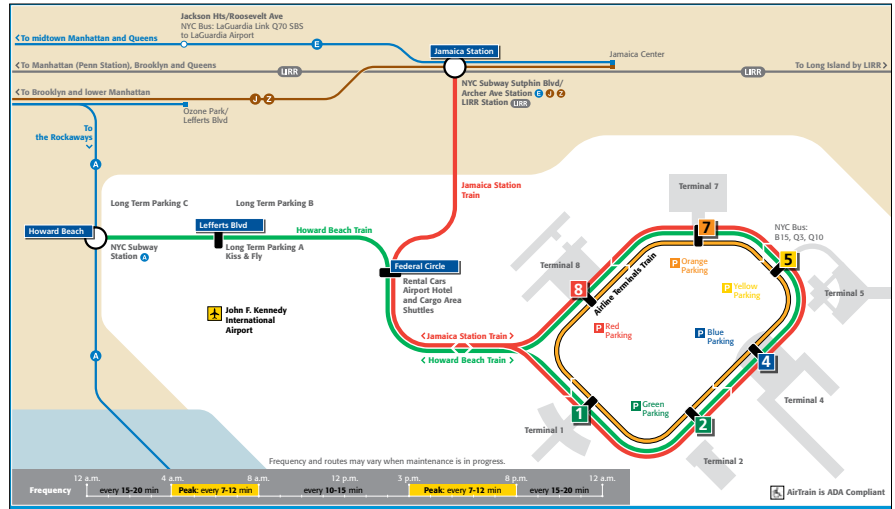 Jackson Hts/Roosevelt Ave
NYC Bus: LaGuardia Link Q70 SBS
to LaGuardia Airport
<To midtown Manhattan and Queens
E
Jamaica Station
Jamaica Center
<To Manhattan (Penn Station), Brooklyn and Queens
LIRR
LIRR
To Long Island by LIRR >
<To Brooklyn and lower Manhattan
J Z
NYC Subway Sutphin Blvd/
Archer Ave Station E J Z
LIRR Station LIRR
Ozone Park/
Lefferts Blvd
To
the Rockaways
A
Jamaica Station
Train
Terminal 7
Long Term Parking C
Long Term Parking B
Howard Beach
Lefferts Blvd
Howard Beach Train
NYC Subway
Station A
Long Term Parking A
Kiss & Fly
7
NYC Bus:
B15, Q3, Q10
Federal Circle
Rental Cars
Airport Hotel
and Cargo Area
Shuttles
Terminal 8
8
Airline Terminals Train
P Orange
Parking
5
P Yellow
Parking
Terminal 5
John F. Kennedy
International
Airport
P Red
Parking
P Blue
Parking
<Jamaica Station Train >
<Howard Beach Train >
A
4
P Green
Parking
Terminal 4
1
2
Terminal 1
Terminal 2
Frequency and routes may vary when maintenance is in progress.
12 a.m. 4 a.m. 8 a.m. 12 p.m. 3 p.m. 8 p.m. 12 a.m.
Frequency every 15-20 min Peak: every 7-12 min every 10-15 min Peak: every 7-12 min every 15-20 min
AirTrain is ADA Compliant